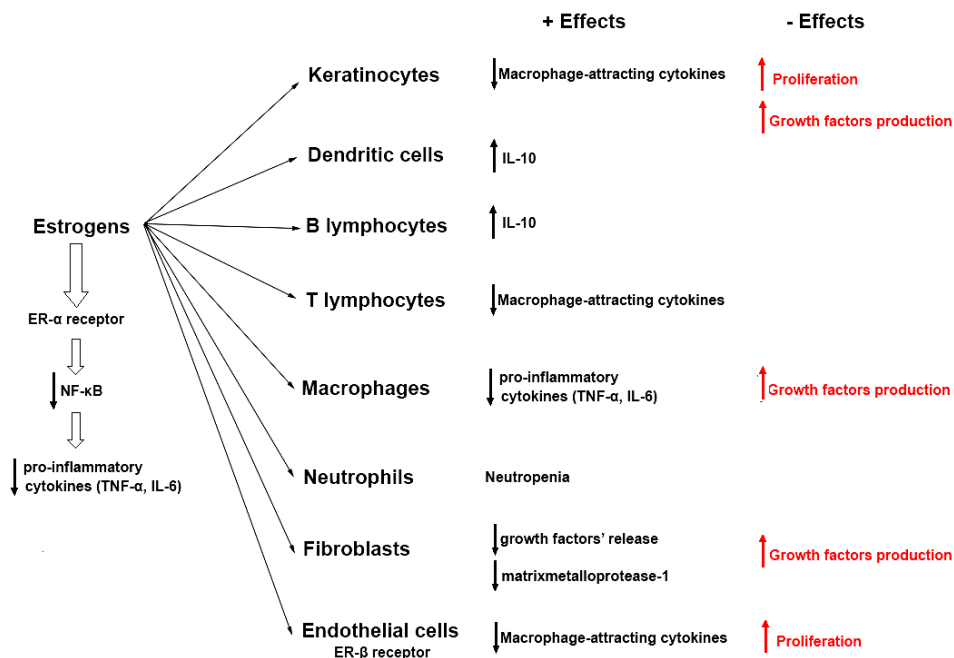 + Effects
- Effects
Keratinocytes
Macrophage-attracting cytokines
Proliferation
Growth factors production
Dendritic cells
IL-10
Estrogens
B lymphocytes
IL-10
ER-α receptor
T lymphocytes
Macrophage-attracting cytokines
NF-κB
Macrophages
pro-inflammatory
cytokines (TNF-α, IL-6)
Growth factors production
pro-inflammatory
cytokines (TNF-α, IL-6)
Neutrophils
Neutropenia
Fibroblasts
growth factors' release
matrixmetalloprotease-1
Growth factors production
Endothelial cells
ER-β receptor
Macrophage-attracting cytokines
Proliferation